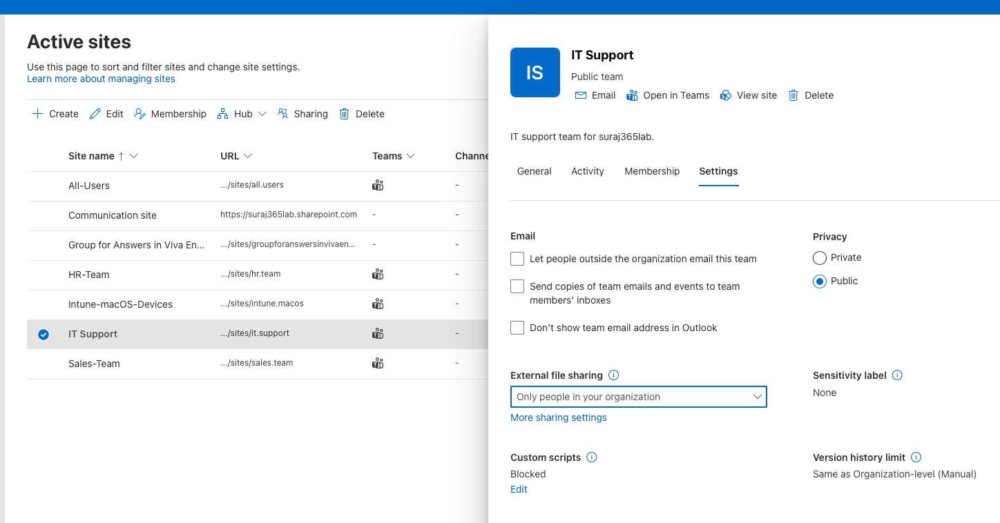 Active sites
Use this page to sort and filter sites and change site settings.
Learn more about managing sites
Create Edit Membership Hub Sharing Delete
Site name ↑ URL Teams Channe
All-Users .../sites/all.users -
Communication site https://suraj365lab.sharepoint.com - -
Group for Answers in Viva En... .../sites/groupforanswersinvivaen... - -
HR-Team .../sites/hr.team -
Intune-macOS-Devices .../sites/intune.macos -
IT Support .../sites/it.support -
Sales-Team .../sites/sales.team -
IS
IT Support
Public team
Email Open in Teams View site Delete
IT support team for suraj365lab.
General Activity Membership Settings
Email
Let people outside the organization email this team
Send copies of team emails and events to team
members' inboxes
Don't show team email address in Outlook
Privacy
Private
Public
External file sharing
Only people in your organization
More sharing settings
Sensitivity label
None
Custom scripts
Blocked
Edit
Version history limit
Same as Organization-level (Manual)